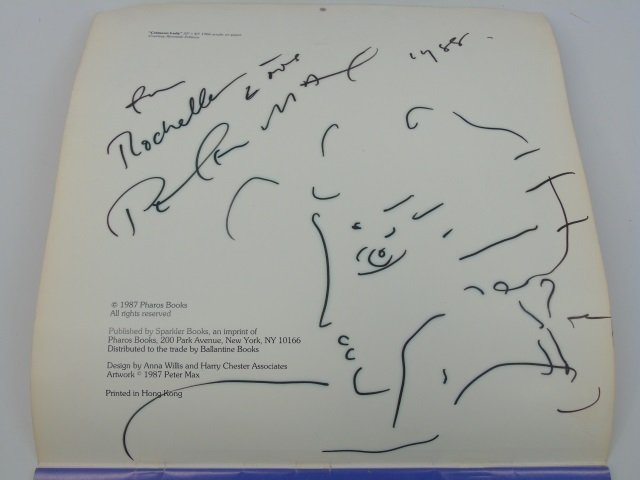 for
Rochelle Love
Peter MAX 1988.
© 1987 Pharos Books
All rights reserved
Published by Sparkler Books, an imprint of
Pharos Books, 200 Park Avenue, New York, NY 10166
Distributed to the trade by Ballantine Books
Design by Anna Willis and Harry Chester Associates
Artwork © 1987 Peter Max
Printed in Hong Kong